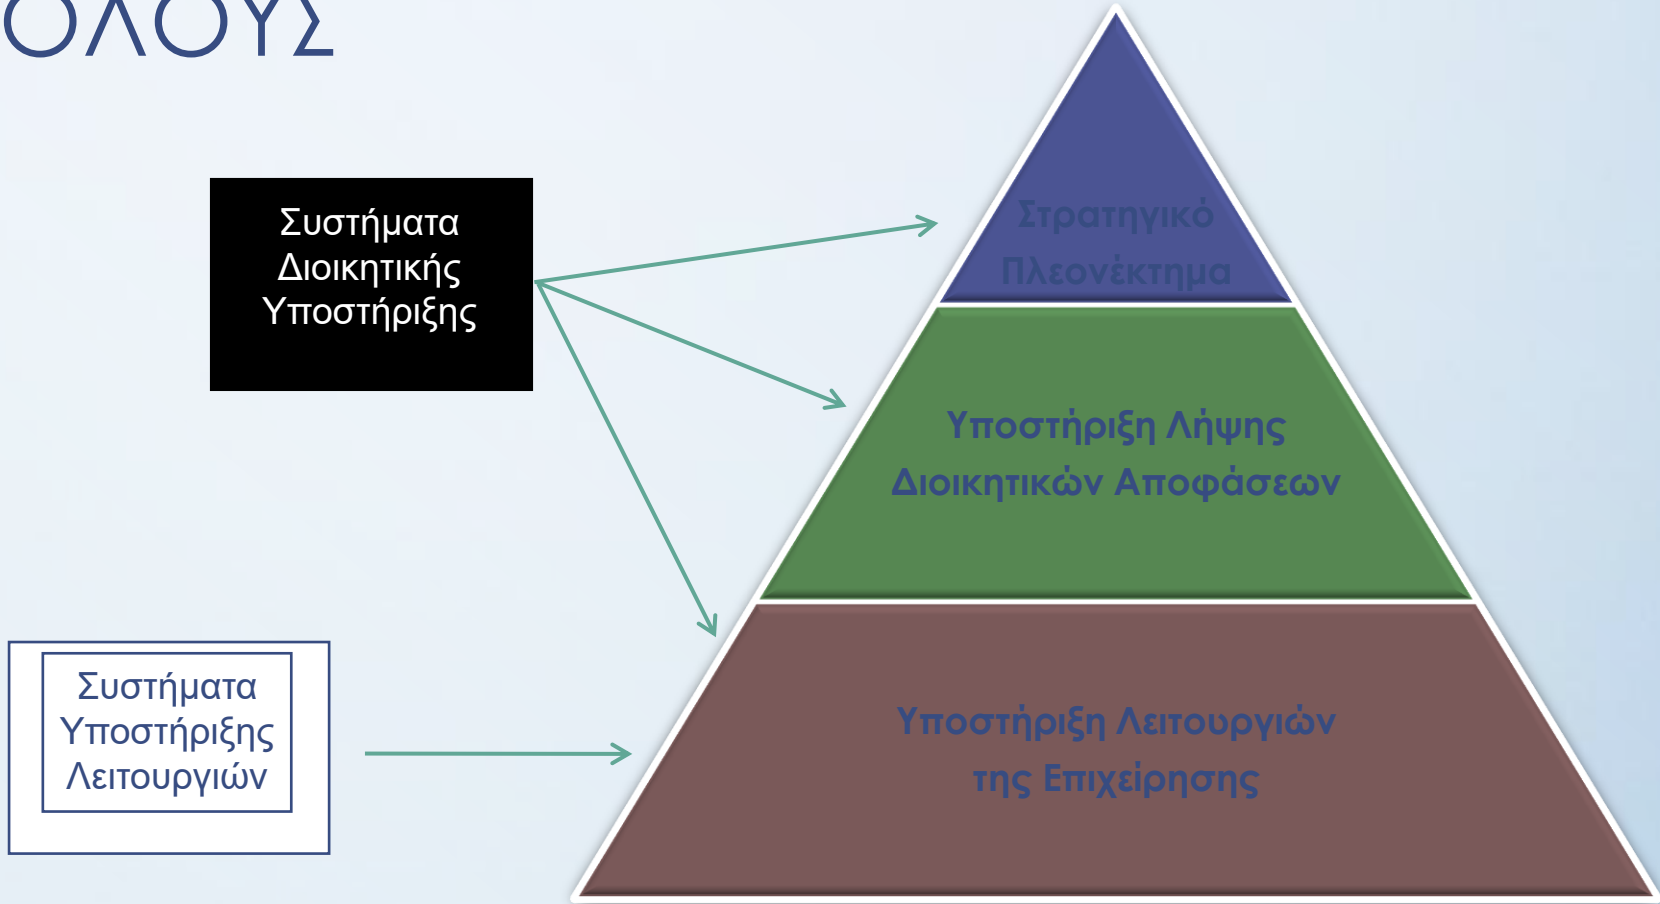 ΟΛΟΥΣ
Συστήματα
Διοικητικής
Υποστήριξης
Στρατηγικό
Πλεονέκτημα
Υποστήριξη Λήψης
Διοικητικών Αποφάσεων
Συστήματα
Υποστήριξης
Λειτουργιών
Υποστήριξη Λειτουργιών
της Επιχείρησης